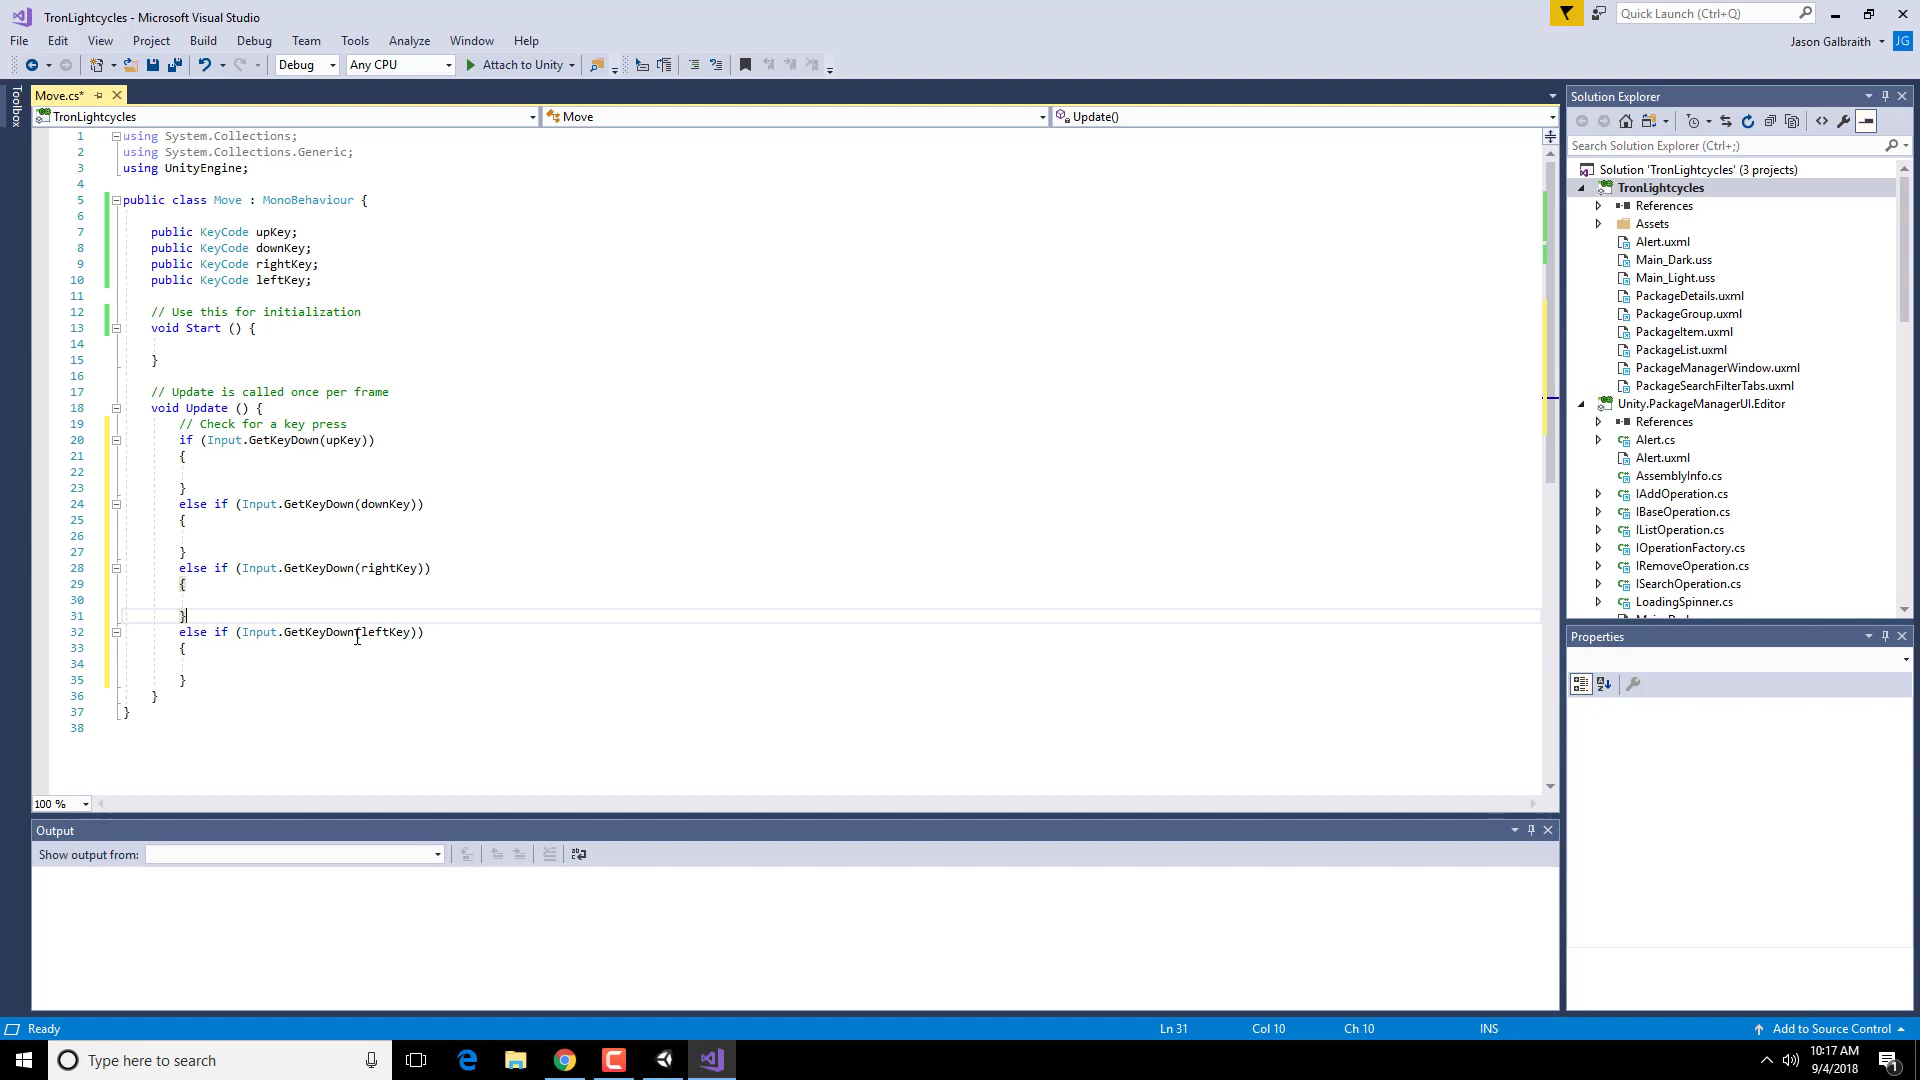 TronLightcycles - Microsoft Visual Studio
Quick Launch (Ctrl+Q)
File Edit View Project Build Debug Team Tools Analyze Window Help
Jason Galbraith JG
Debug Any CPU Attach to Unity
Toolbox
Move.cs*
TronLightcycles Move Update()
1 using System.Collections;
2 using System.Collections.Generic;
3 using UnityEngine;
4
5 public class Move : MonoBehaviour {
6
7 public KeyCode upKey;
8 public KeyCode downKey;
9 public KeyCode rightKey;
10 public KeyCode leftKey;
11
12 // Use this for initialization
13 void Start () {
14
15 }
16
17 // Update is called once per frame
18 void Update () {
19 // Check for a key press
20 if (Input.GetKeyDown(upKey))
21 {
22
23 }
24 else if (Input.GetKeyDown(downKey))
25 {
26
27 }
28 else if (Input.GetKeyDown(rightKey))
29 {
30
31 }
32 else if (Input.GetKeyDown(leftKey))
33 {
34
35 }
36 }
37 }
38
100 %
Output
Show output from:
Solution Explorer
Search Solution Explorer (Ctrl+;)
Solution 'TronLightcycles' (3 projects)
TronLightcycles
References
Assets
Alert.uxml
Main_Dark.uss
Main_Light.uss
PackageDetails.uxml
PackageGroup.uxml
PackageItem.uxml
PackageList.uxml
PackageManagerWindow.uxml
PackageSearchFilterTabs.uxml
Unity.PackageManagerUI.Editor
References
Alert.cs
Alert.uxml
AssemblyInfo.cs
IAddOperation.cs
IBaseOperation.cs
IListOperation.cs
IOperationFactory.cs
IRemoveOperation.cs
ISearchOperation.cs
LoadingSpinner.cs
Properties
Ready Ln 31 Col 10 Ch 10 INS Add to Source Control
Type here to search
10:17 AM
9/4/2018
1